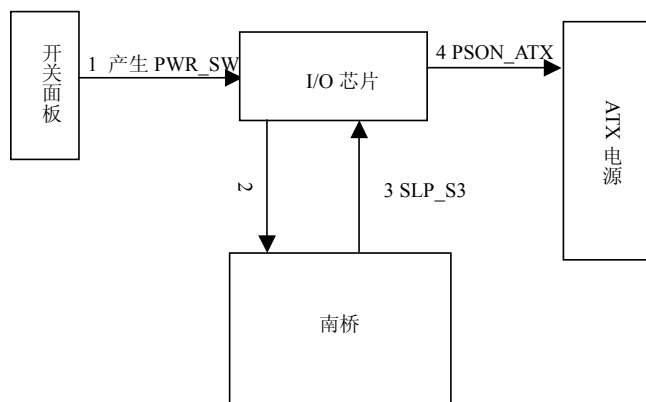 开关面板
1 产生 PWR_SW
I/O 芯片
4 PSON_ATX
ATX 电源
2
3 SLP_S3
南桥